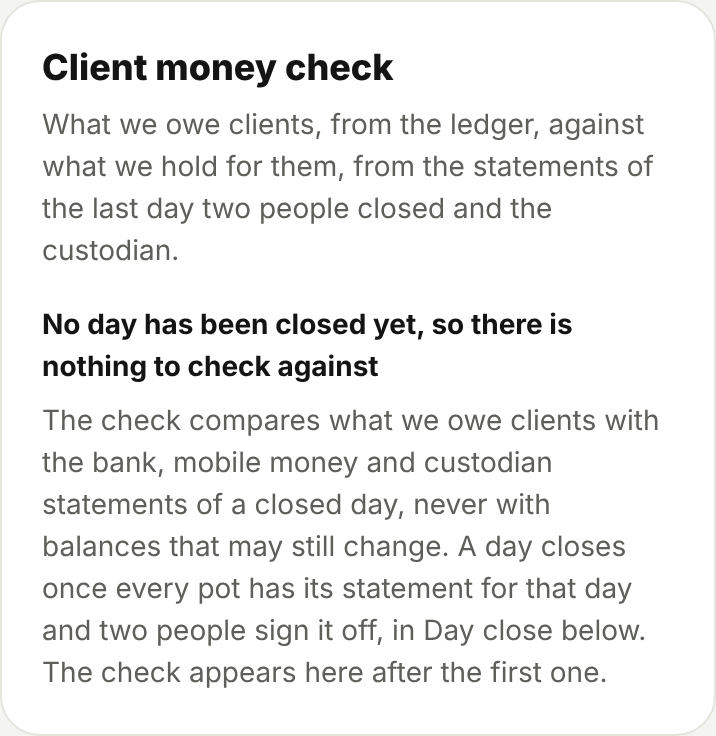 Client money check
What we owe clients, from the ledger, against
what we hold for them, from the statements of
the last day two people closed and the
custodian.
No day has been closed yet, so there is
nothing to check against
The check compares what we owe clients with
the bank, mobile money and custodian
statements of a closed day, never with
balances that may still change. A day closes
once every pot has its statement for that day
and two people sign it off, in Day close below.
The check appears here after the first one.